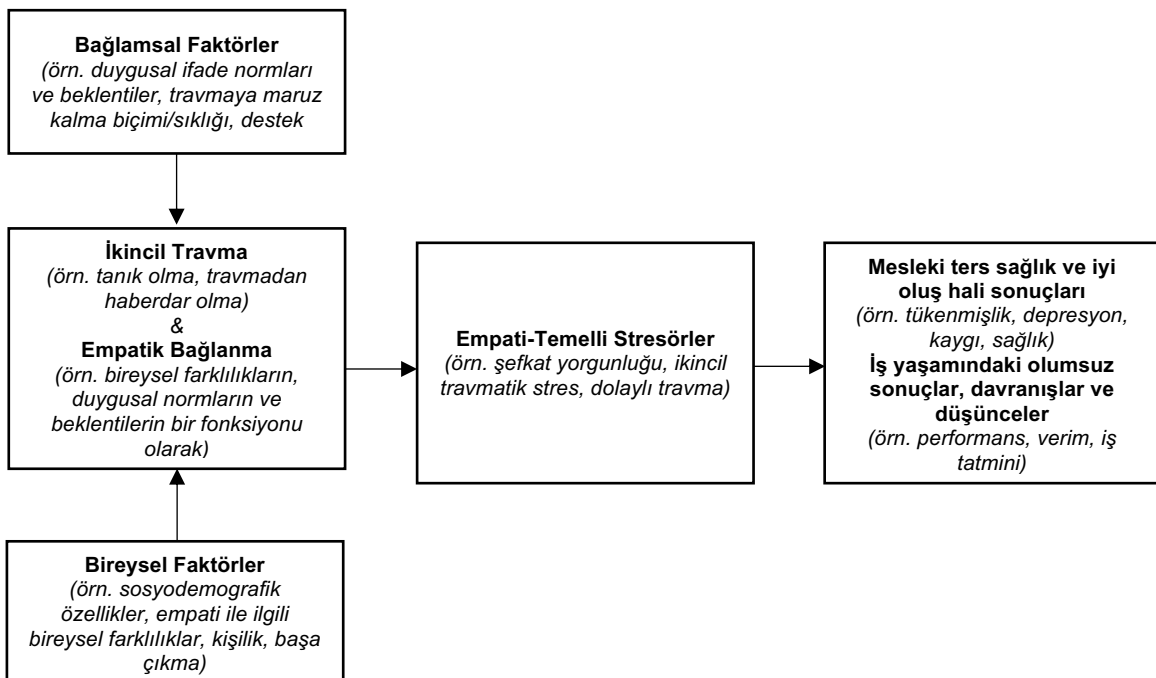 Bağlamsal Faktörler
(örn. duygusal ifade normları
ve beklentiler, travmaya maruz
kalma biçimi/sıklığı, destek
İkincil Travma
(örn. tanık olma, travmadan
haberdar olma)
&
Empatik Bağlanma
(örn. bireysel farklılıkların,
duygusal normların ve
beklentilerin bir fonksiyonu
olarak)
Empati-Temelli Stresörler
(örn. şefkat yorgunluğu, ikincil
travmatik stres, dolaylı travma)
Mesleki ters sağlık ve iyi
oluş hali sonuçları
(örn. tükenmişlik, depresyon,
kaygı, sağlık)
İş yaşamındaki olumsuz
sonuçlar, davranışlar ve
düşünceler
(örn. performans, verim, iş
tatmini)
Bireysel Faktörler
(örn. sosyodemografik
özellikler, empati ile ilgili
bireysel farklılıklar, kişilik, başa
çıkma)